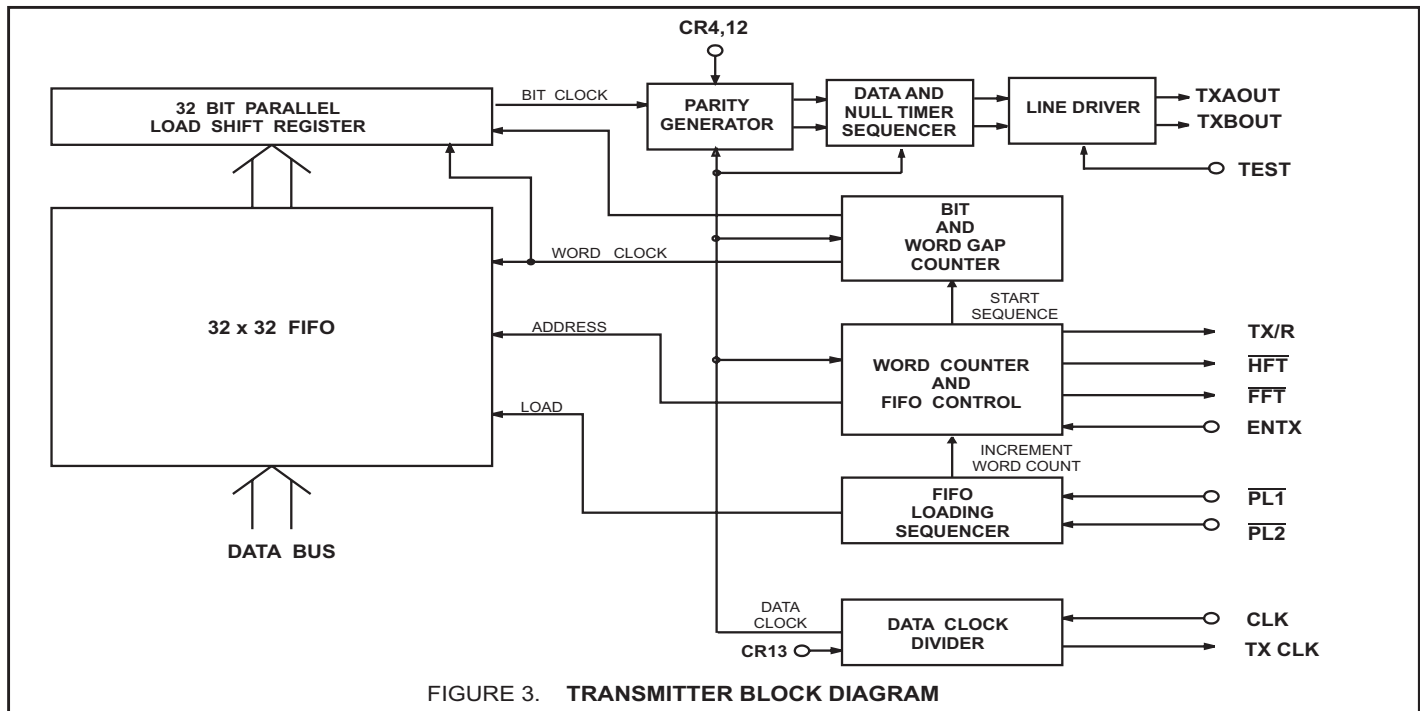 CR4,12
32 BIT PARALLEL
LOAD SHIFT REGISTER
BIT CLOCK
PARITY
GENERATOR
DATA AND
NULL TIMER
SEQUENCER
LINE DRIVER
TXAOUT
TXBOUT
TEST
BIT
AND
WORD GAP
COUNTER
WORD CLOCK
START
SEQUENCE
32 x 32 FIFO
ADDRESS
WORD COUNTER
AND
FIFO CONTROL
TX/R
HFT
FFT
ENTX
LOAD
INCREMENT
WORD COUNT
FIFO
LOADING
SEQUENCER
PL1
PL2
DATA BUS
DATA
CLOCK
DATA CLOCK
DIVIDER
CR13
CLK
TX CLK
FIGURE 3. TRANSMITTER BLOCK DIAGRAM